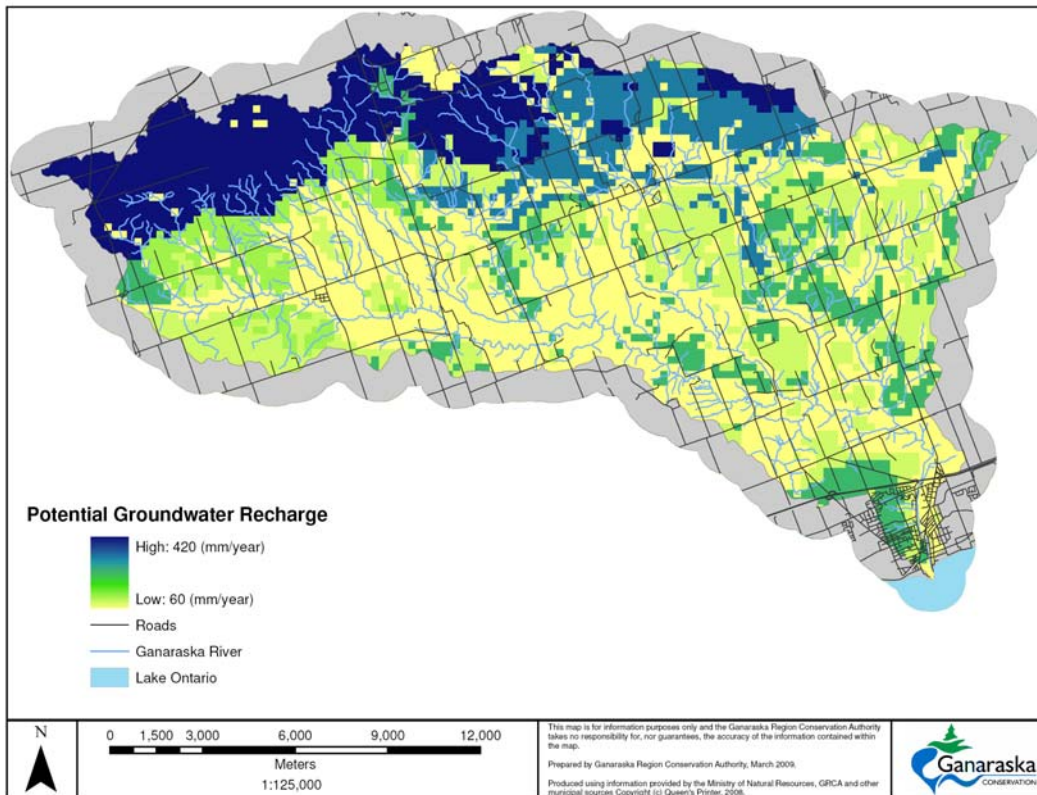 Potential Groundwater Recharge
High: 420 (mm/year)
Low: 60 (mm/year)
Roads
Ganaraska River
Lake Ontario
N
0 1,500 3,000 6,000 9,000 12,000
Meters
1:125,000
This map is for information purposes only and the Ganaraska Region Conservation Authority
takes no responsibility for, nor guarantees, the accuracy of the information contained within
the map.
Prepared by Ganaraska Region Conservation Authority, March 2009.
Produced using information provided by the Ministry of Natural Resources, GRCA and other
municipal sources Copyright (c) Queen's Printer, 2008.
Ganaraska
CONSERVATION